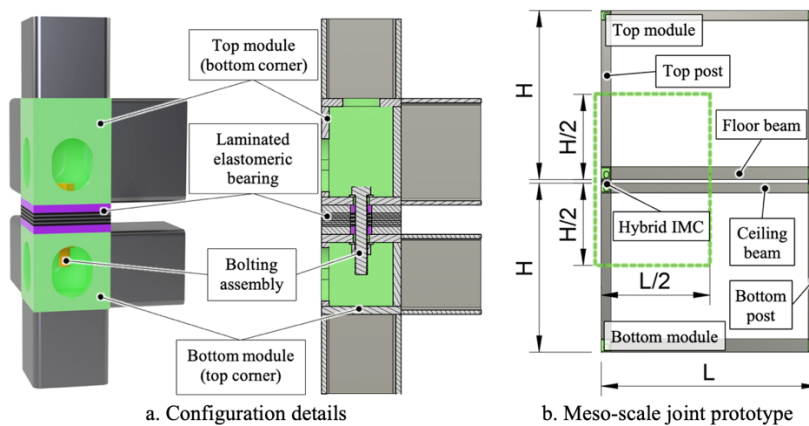 Top module
(bottom corner)
Laminated
elastomeric
bearing
Bolting
assembly
Bottom module
(top corner)
a. Configuration details
Top module
Top post
H
H/2
Floor beam
Hybrid IMC
Ceiling
beam
H
H/2
L/2
Bottom
post
Bottom module
L
b. Meso-scale joint prototype